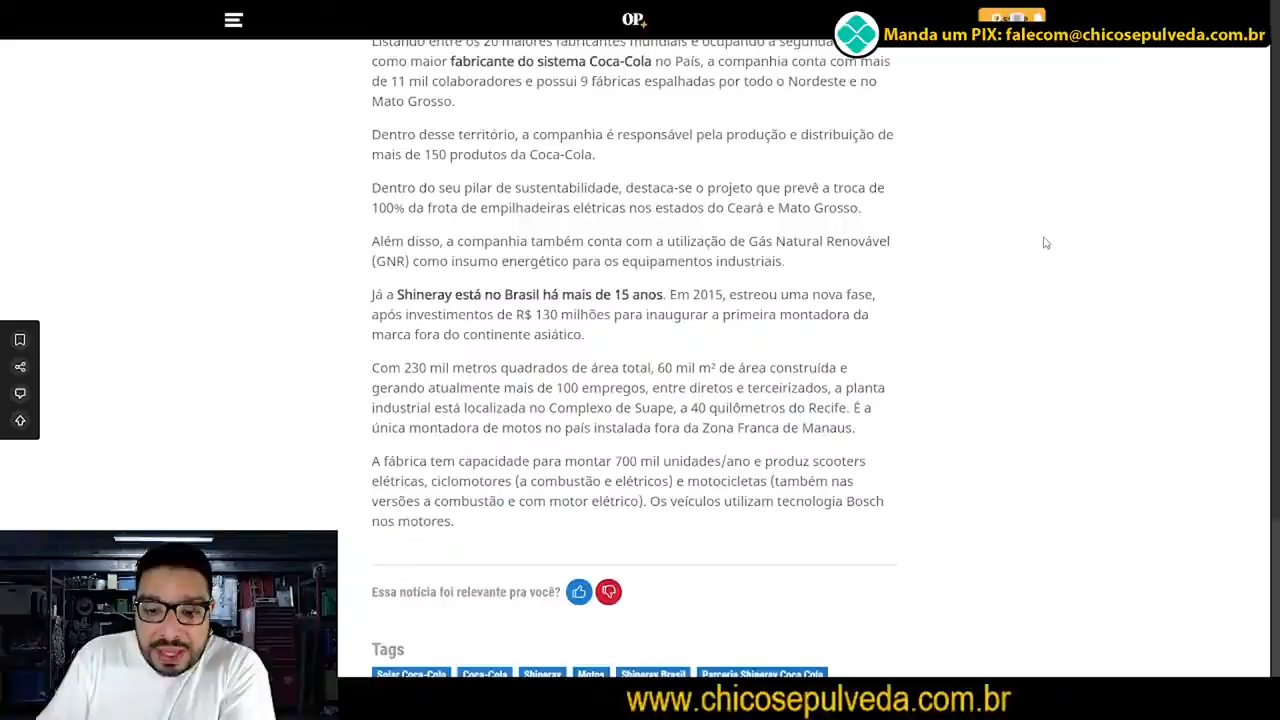 OP+
Manda um PIX: falecom@chicosepulveda.com.br
Listando entre os 20 maiores fabricantes mundiais e ocupando a segunda
como maior fabricante do sistema Coca-Cola no País, a companhia conta com mais
de 11 mil colaboradores e possui 9 fábricas espalhadas por todo o Nordeste e no
Mato Grosso.
Dentro desse território, a companhia é responsável pela produção e distribuição de
mais de 150 produtos da Coca-Cola.
Dentro do seu pilar de sustentabilidade, destaca-se o projeto que prevê a troca de
100% da frota de empilhadeiras elétricas nos estados do Ceará e Mato Grosso.
Além disso, a companhia também conta com a utilização de Gás Natural Renovável
(GNR) como insumo energético para os equipamentos industriais.
Já a Shineray está no Brasil há mais de 15 anos. Em 2015, estreou uma nova fase,
após investimentos de R$ 130 milhões para inaugurar a primeira montadora da
marca fora do continente asiático.
Com 230 mil metros quadrados de área total, 60 mil m² de área construída e
gerando atualmente mais de 100 empregos, entre diretos e terceirizados, a planta
industrial está localizada no Complexo de Suape, a 40 quilômetros do Recife. É a
única montadora de motos no país instalada fora da Zona Franca de Manaus.
A fábrica tem capacidade para montar 700 mil unidades/ano e produz scooters
elétricas, ciclomotores (a combustão e elétricos) e motocicletas (também nas
versões a combustão e com motor elétrico). Os veículos utilizam tecnologia Bosch
nos motores.
Essa notícia foi relevante pra você?
Tags
Solar Coca-Cola Coca-Cola Shineray Motos Shineray Brasil Parceria Shineray Coca Cola
www.chicosepulveda.com.br